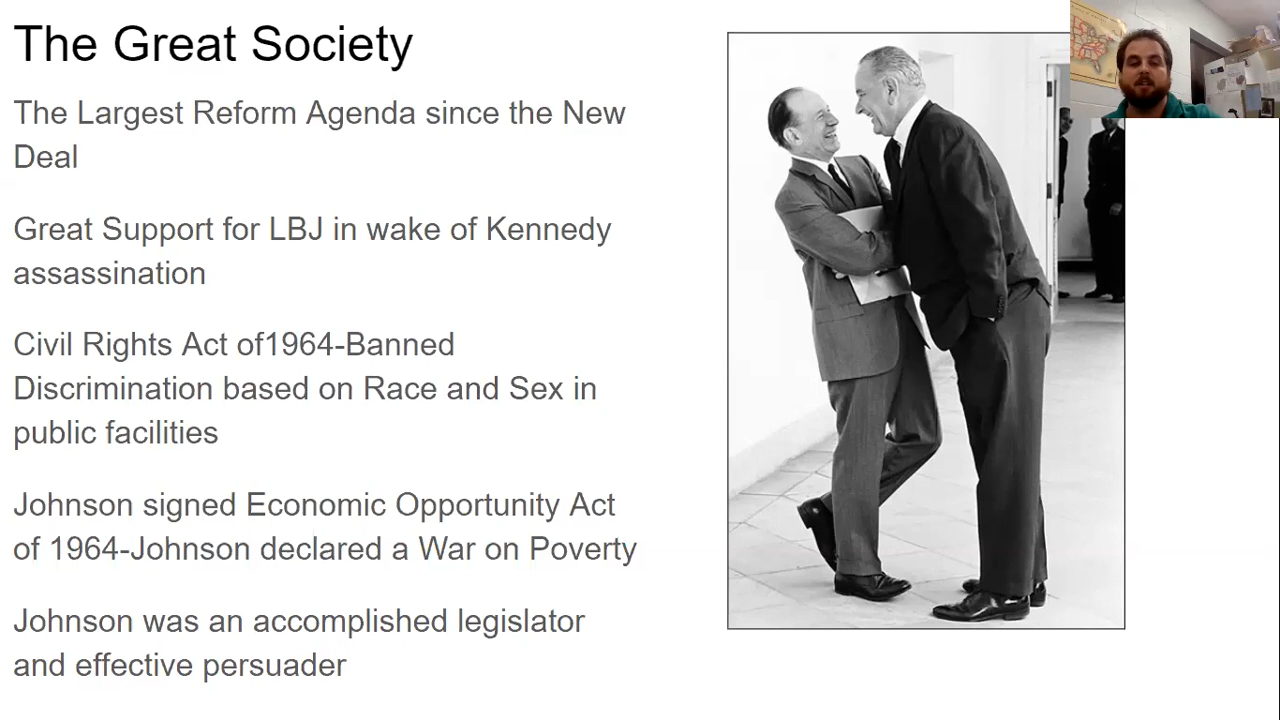 The Great Society
The Largest Reform Agenda since the New
Deal
Great Support for LBJ in wake of Kennedy
assassination
Civil Rights Act of1964-Banned
Discrimination based on Race and Sex in
public facilities
Johnson signed Economic Opportunity Act
of 1964-Johnson declared a War on Poverty
Johnson was an accomplished legislator
and effective persuader